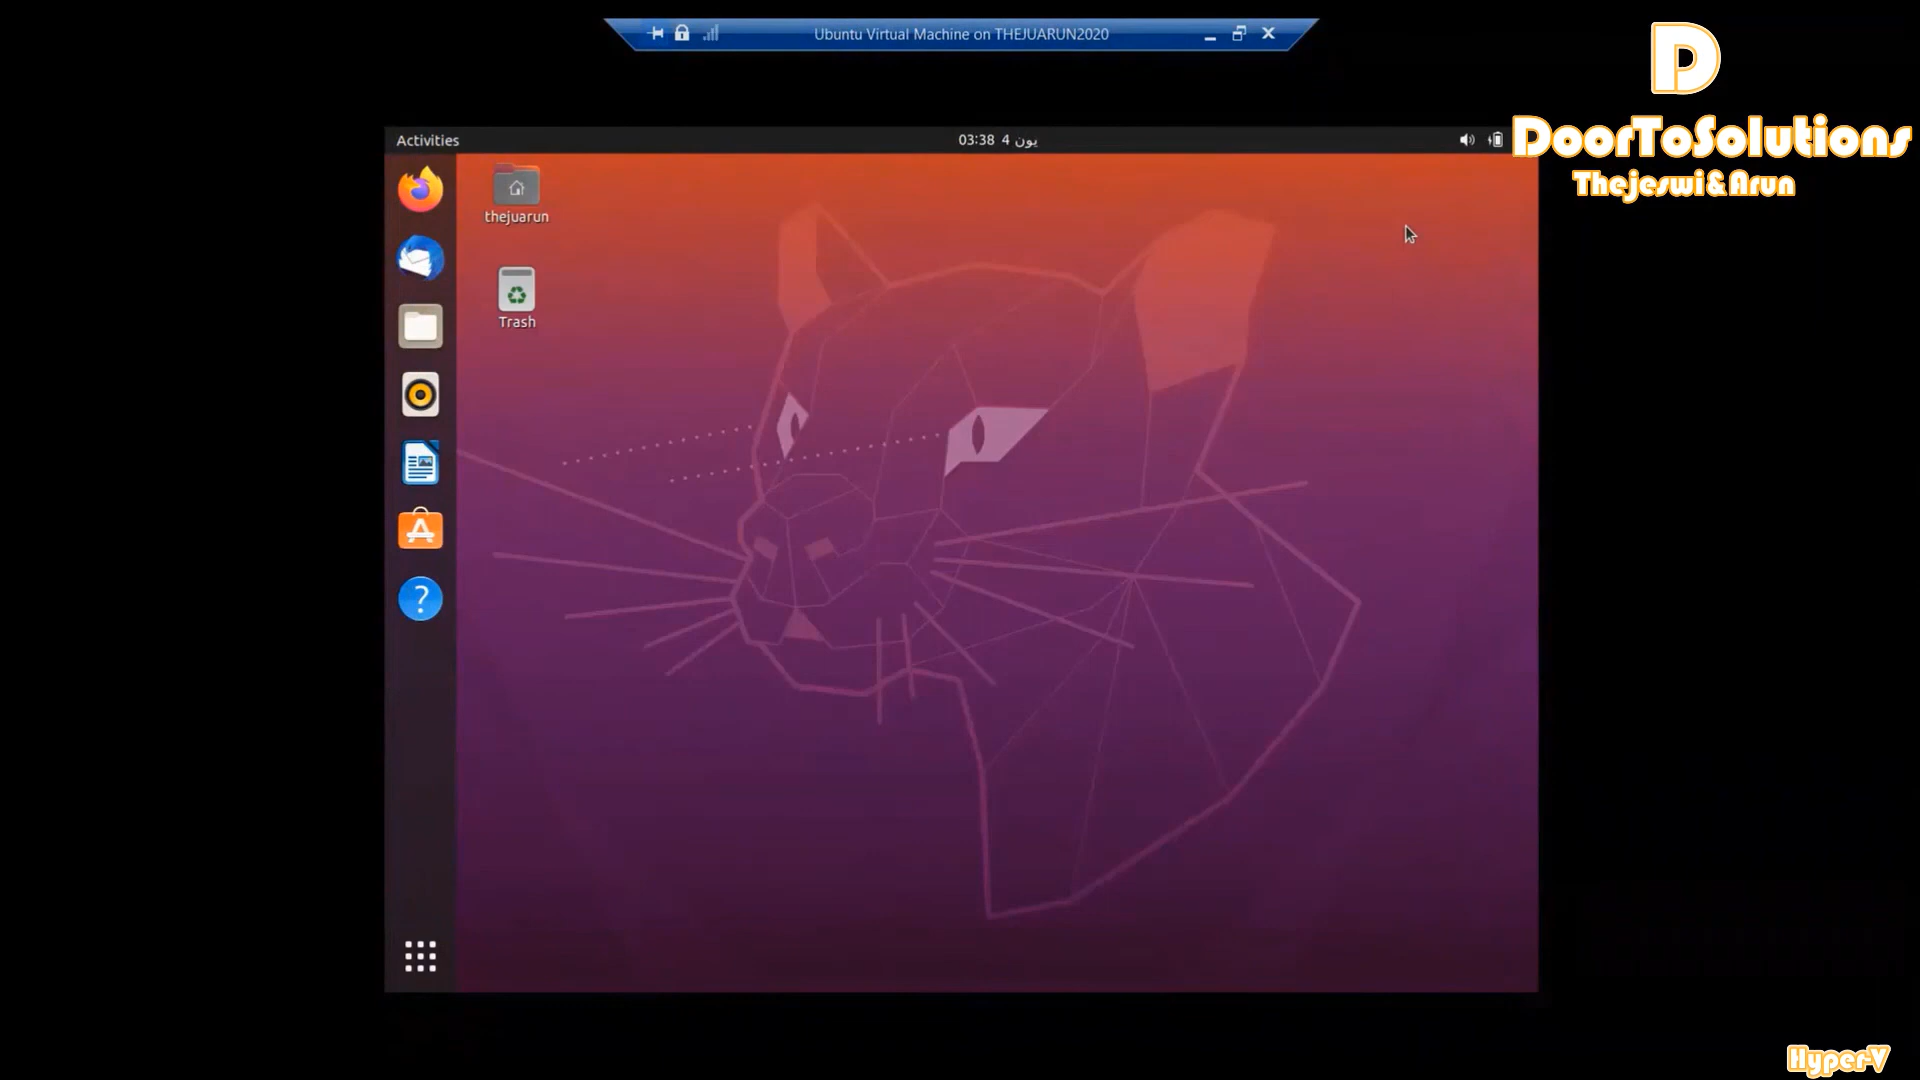 Ubuntu Virtual Machine on THEJUARUN2020
D
DoorToSolutions
Thejeswi&Arun
Activities
03:38 4 يون
thejuarun
Trash
Hyper-V